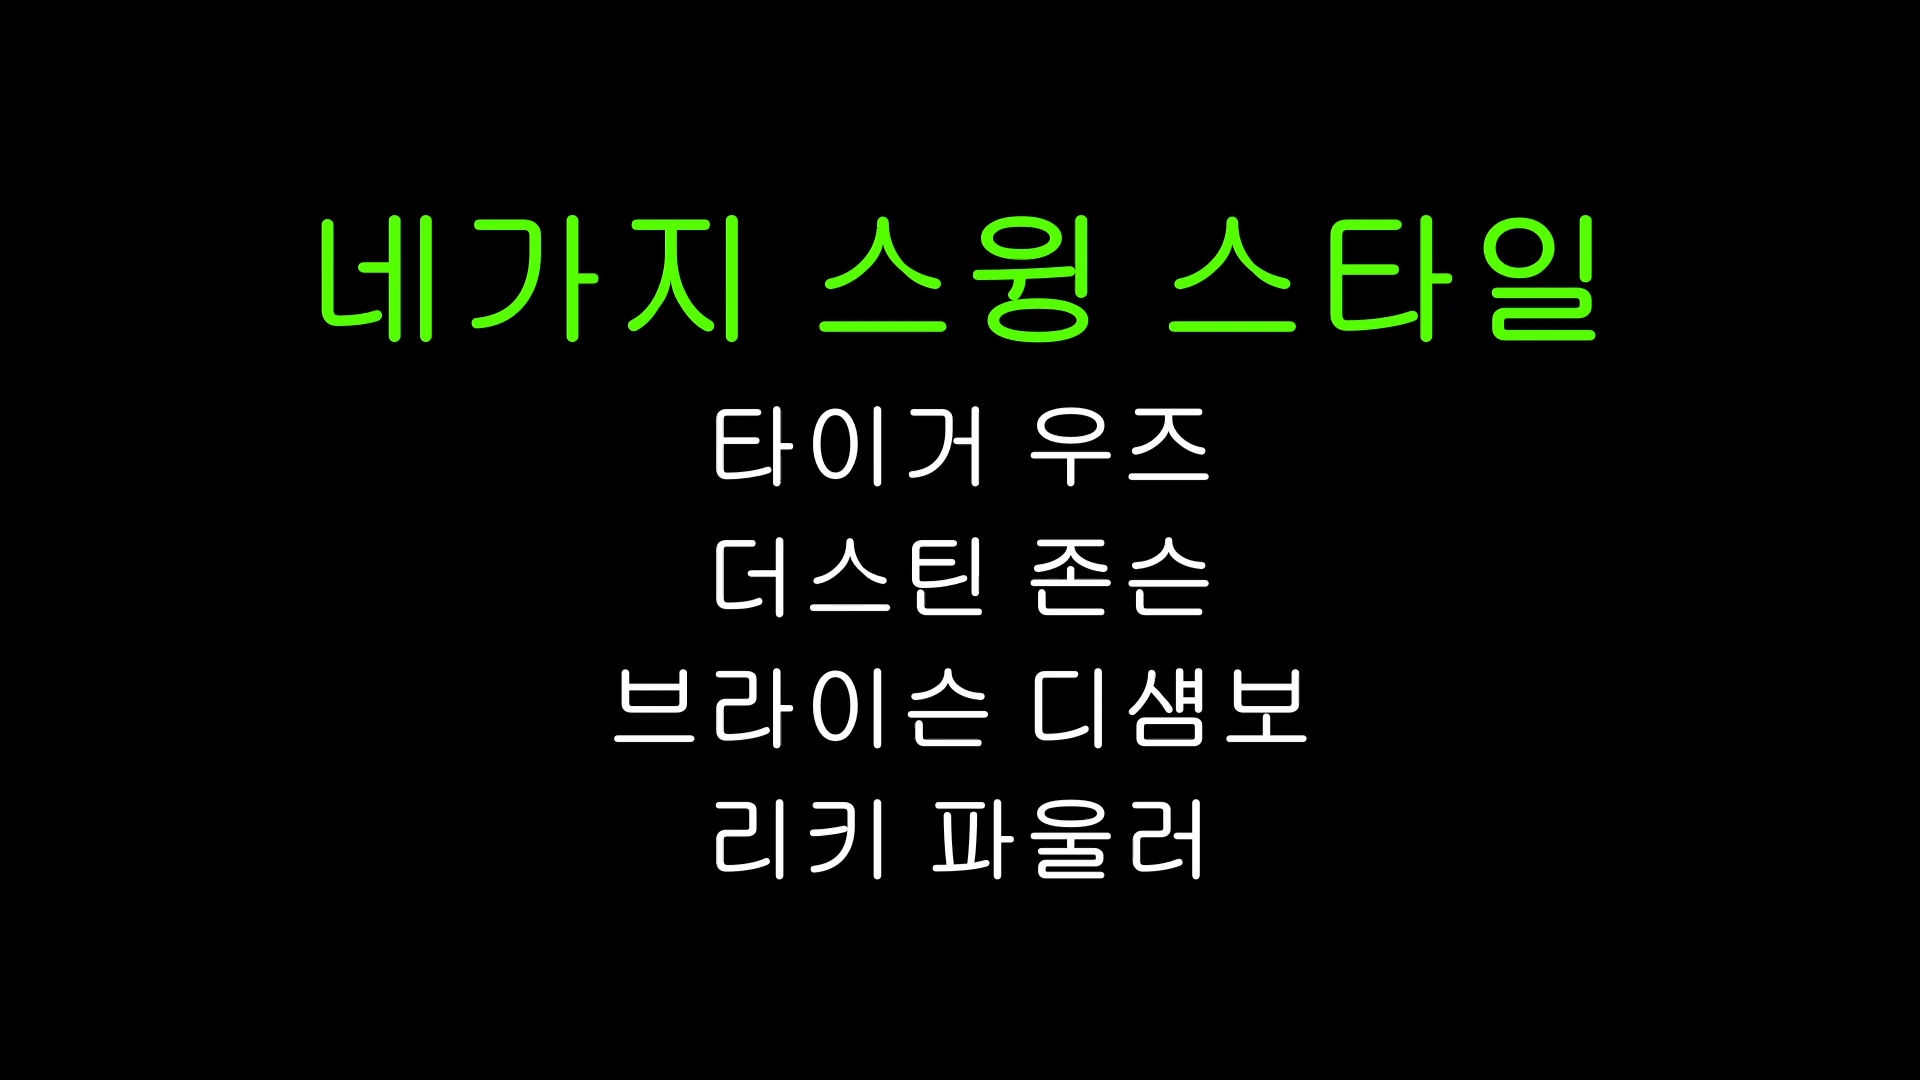 네가지 스윙 스타일
타이거 우즈
더스틴 존슨
브라이슨 디섐보
리키 파울러